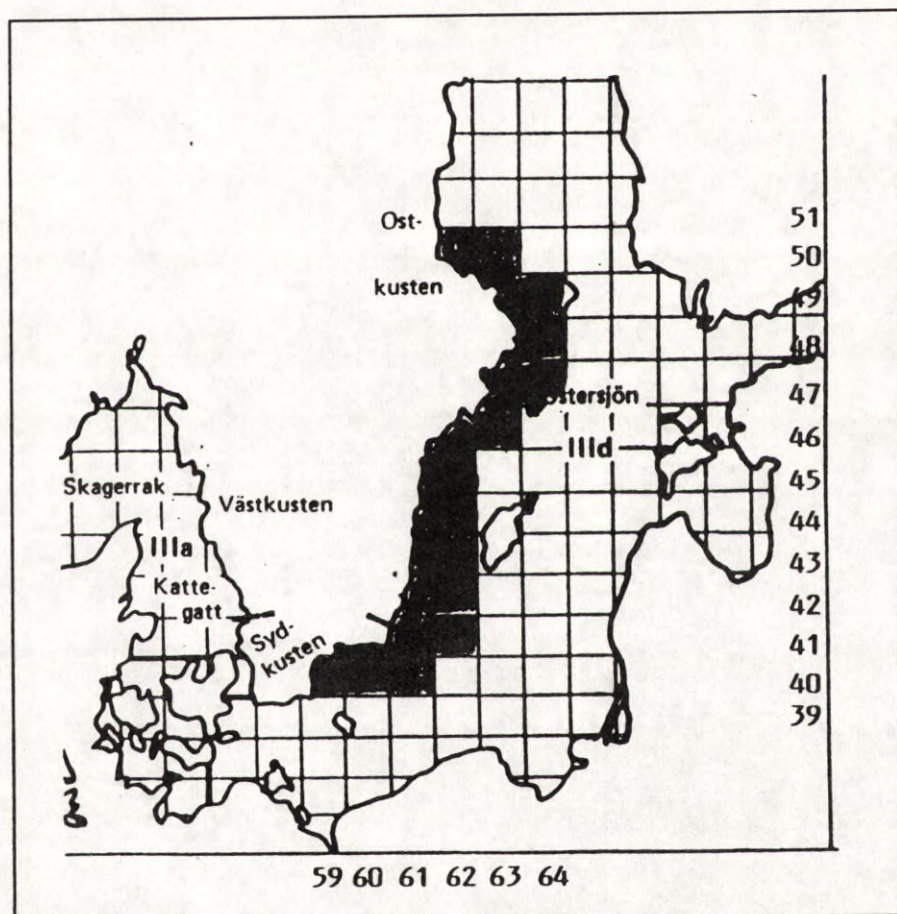 Ost-
kusten
51
50
49
48
47
46
45
44
43
42
41
40
39
Östersjön
IIId
Skagerrak
Västkusten
IIIa
Katte-
gatt
Syd-
kusten
59 60 61 62 63 64